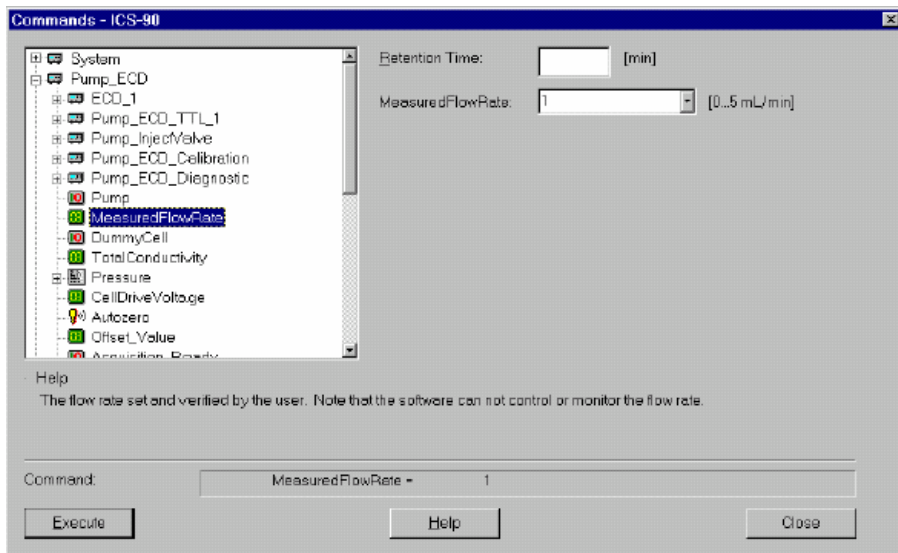 Commands - ICS-90
System
Pump_ECD
ECD_1
Pump_ECD_TTL_1
Pump_InjectValve
Pump_ECD_Calibration
Pump_ECD_Diagnostic
Pump
MeasuredFlowRate
DummyCell
TotalConductivity
Pressure
CellDriveVoltage
Autozero
Offset_Value
Acquisition_Ready
Retention Time: [min]
MeasuredFlowRate: 1 [0...5 mL/min]
Help
The flow rate set and verified by the user. Note that the software can not control or monitor the flow rate.
Command: MeasuredFlowRate = 1
Execute Help Close